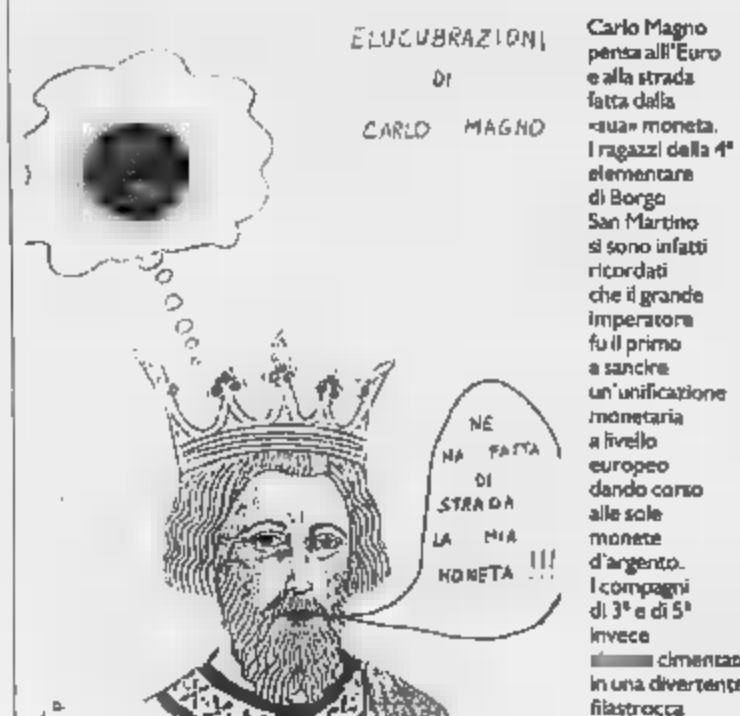 ELUCUBRAZIONI
DI
CARLO MAGNO
NE
HA FATTA
DI
STRADA
LA MIA
MONETA !!!
Carlo Magno
pensa all'Euro
e alla strada
fatta dalla
«sua» moneta.
I ragazzi della 4ª
elementare
di Borgo
San Martino
si sono infatti
ricordati
che il grande
imperatore
fu il primo
a sancire
un'unificazione
monetaria
a livello
europeo
dando corso
alle sole
monete
d'argento.
I compagni
di 3ª e di 5ª
invece
cimentati
in una divertente
filastrocca